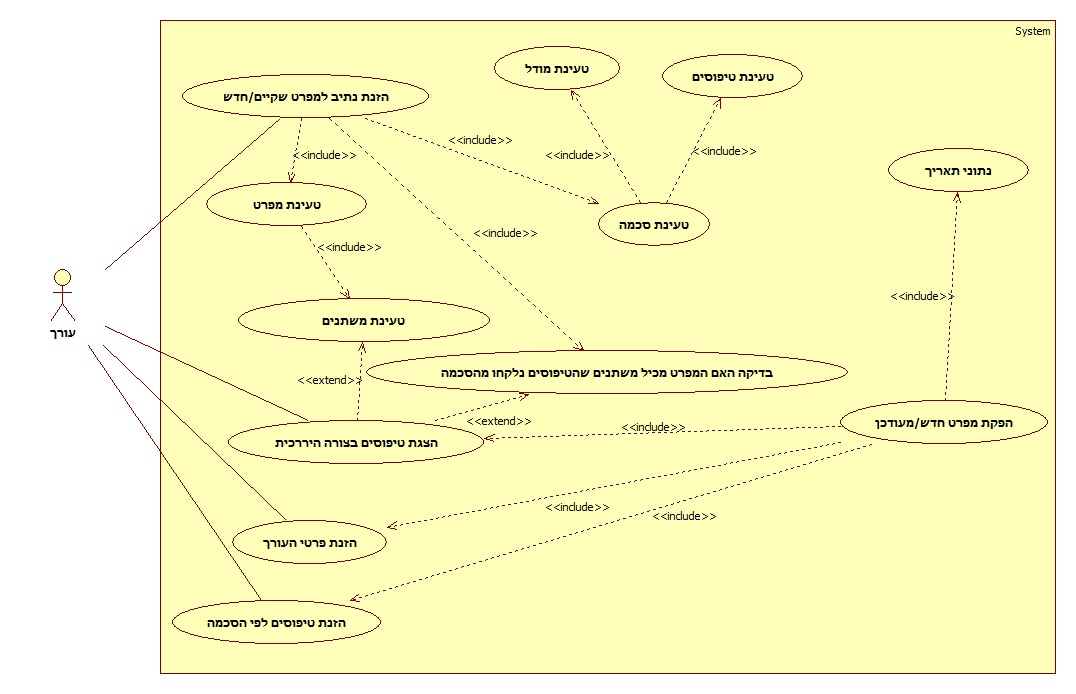 System
טעינת מודל
טעינת טיפוסים
הזנת נתיב למפרט שקיים/חדש
<<include>>
<<include>>
<<include>>
<<include>>
נתוני תאריך
טעינת מפרט
טעינת סכמה
<<include>>
<<include>>
<<include>>
עורך
טעינת משתנים
בדיקה האם המפרט מכיל משתנים שהטיפוסים נלקחו מהסכמה
<<extend>>
<<extend>>
הפקת מפרט חדש/מעודכן
<<include>>
הצגת טיפוסים בצורה היררכית
<<include>>
<<include>>
הזנת פרטי העורך
הזנת טיפוסים לפי הסכמה